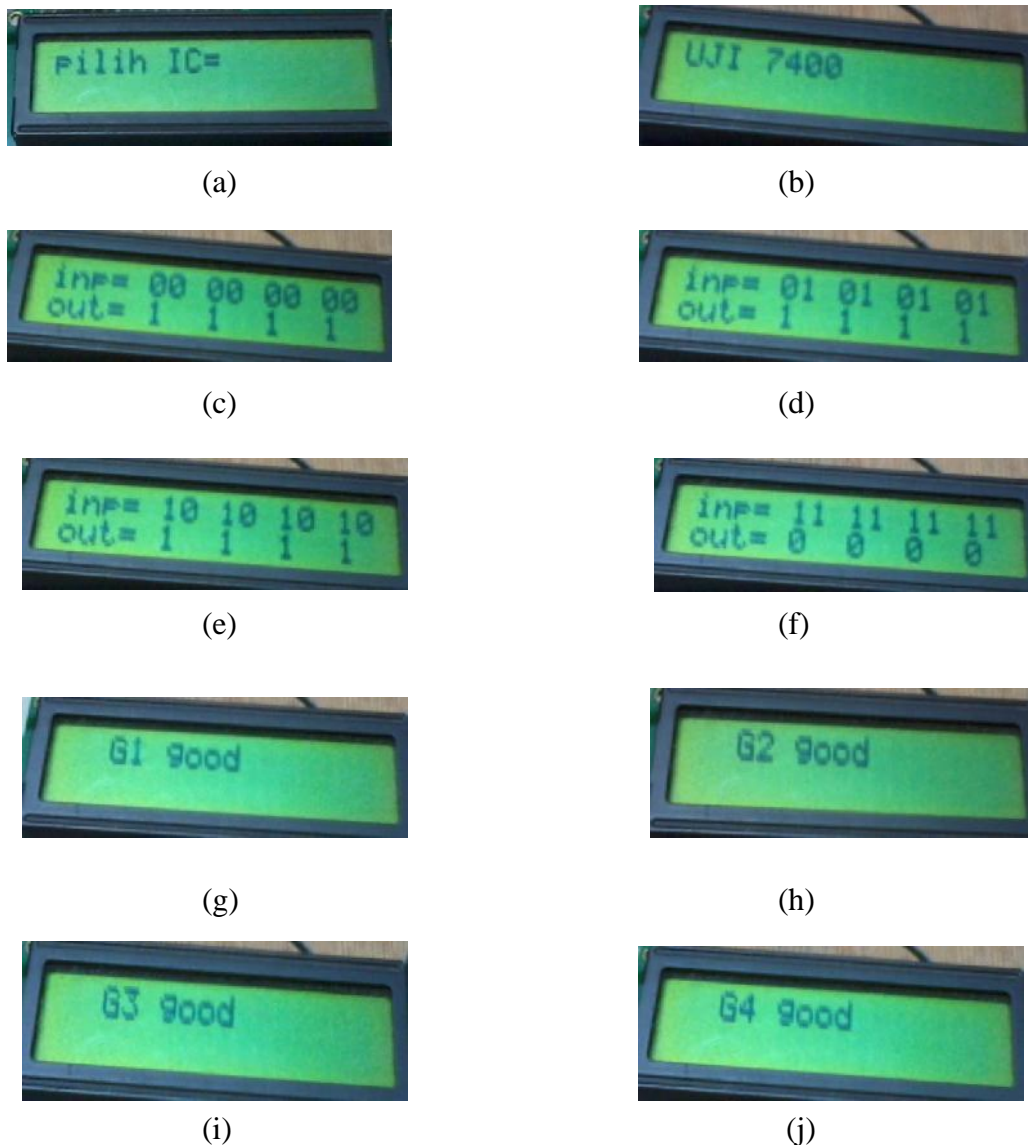 pilih IC=
(a)
UJI 7400
(b)
inp= 00 00 00 00
out= 1 1 1 1
(c)
inp= 01 01 01 01
out= 1 1 1 1
(d)
inp= 10 10 10 10
out= 1 1 1 1
(e)
inp= 11 11 11 11
out= 0 0 0 0
(f)
G1 good
(g)
G2 good
(h)
G3 good
(i)
G4 good
(j)